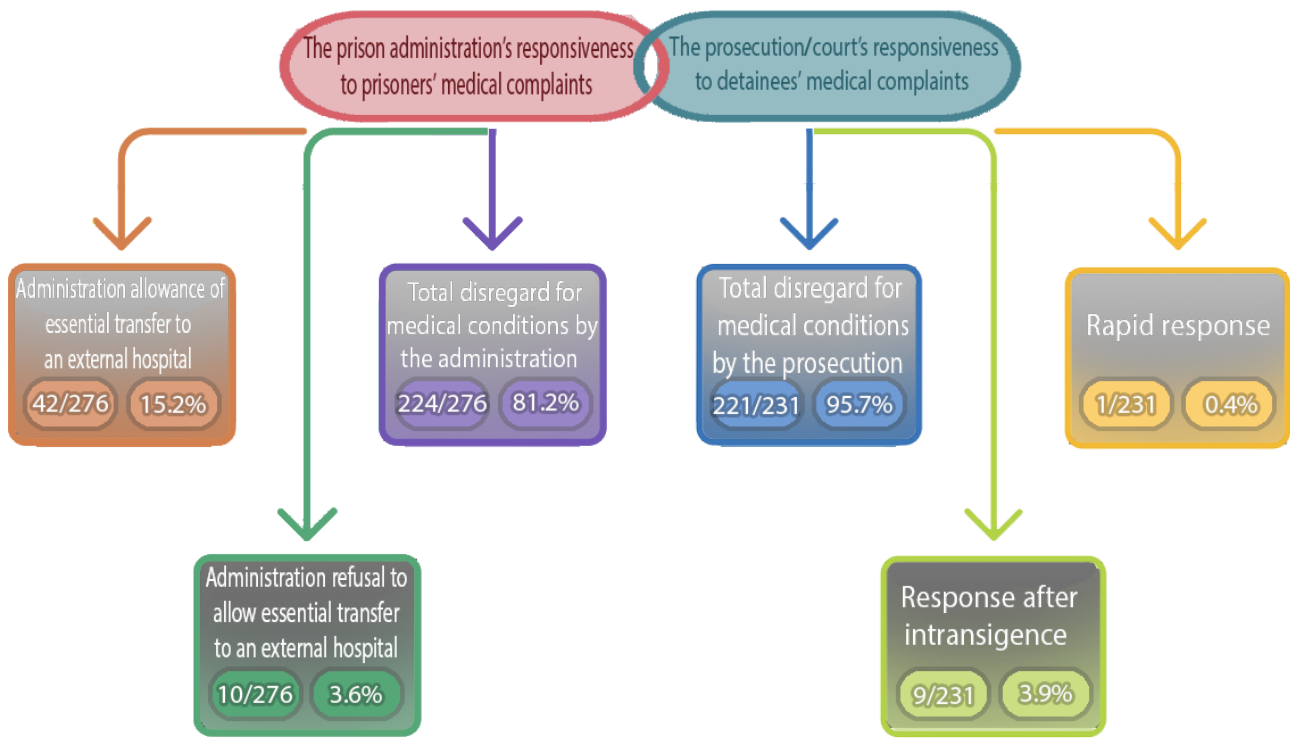 The prison administration's responsiveness
to prisoners' medical complaints
The prosecution/court's responsiveness
to detainees' medical complaints
Administration allowance of
essential transfer to
an external hospital
42/276 15.2%
Total disregard for
medical conditions by
the administration
224/276 81.2%
Total disregard for
medical conditions
by the prosecution
221/231 95.7%
Rapid response
1/231 0.4%
Administration refusal to
allow essential transfer
to an external hospital
10/276 3.6%
Response after
intransigence
9/231 3.9%